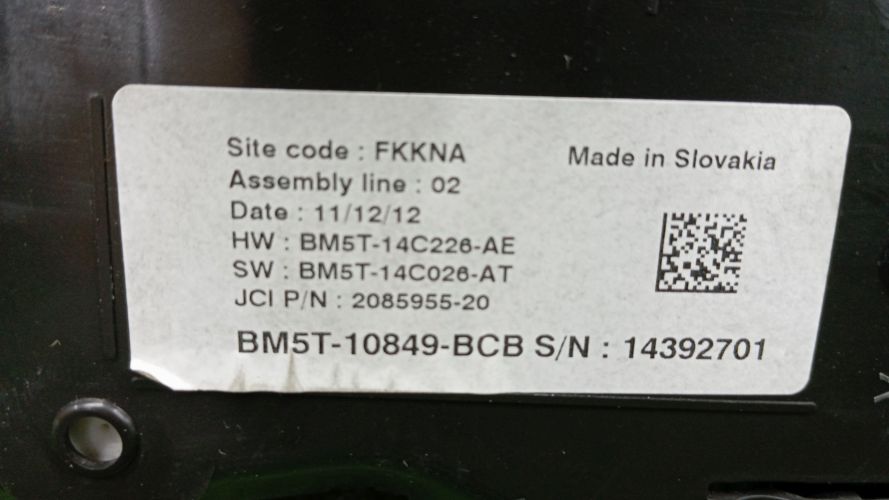 Site code : FKKNA
Made in Slovakia
Assembly line : 02
Date : 11/12/12
HW : BM5T-14C226-AE
SW : BM5T-14C026-AT
JCI P/N : 2085955-20
BM5T-10849-BCB S/N : 14392701